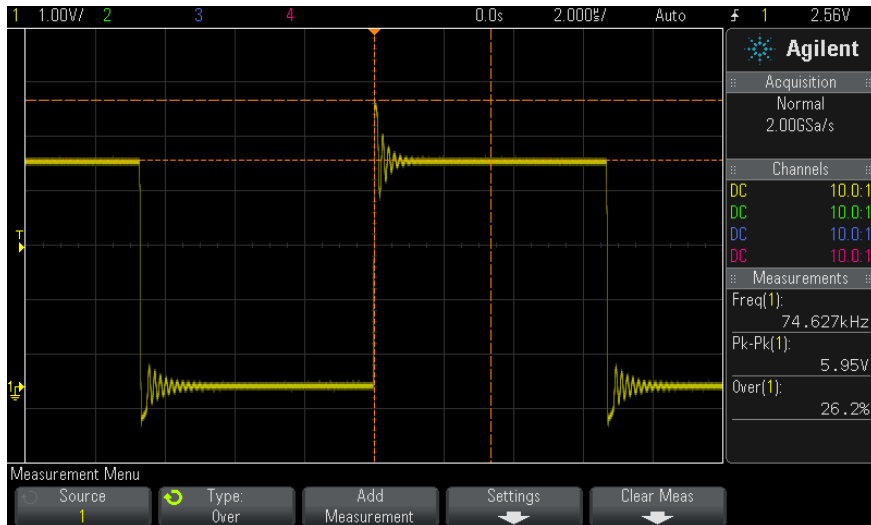 1 1.00V/ 2 3 4 0.0s 2.000µs/ Auto 1 2.56V
Agilent
Acquisition
Normal
2.00GSa/s
Channels
DC 10.0:1
DC 10.0:1
DC 10.0:1
DC 10.0:1
Measurements
Freq(1):
74.627kHz
Pk-Pk(1):
5.95V
Over(1):
26.2%
T
1
Measurement Menu
Source
1
Type:
Over
Add
Measurement
Settings
Clear Meas